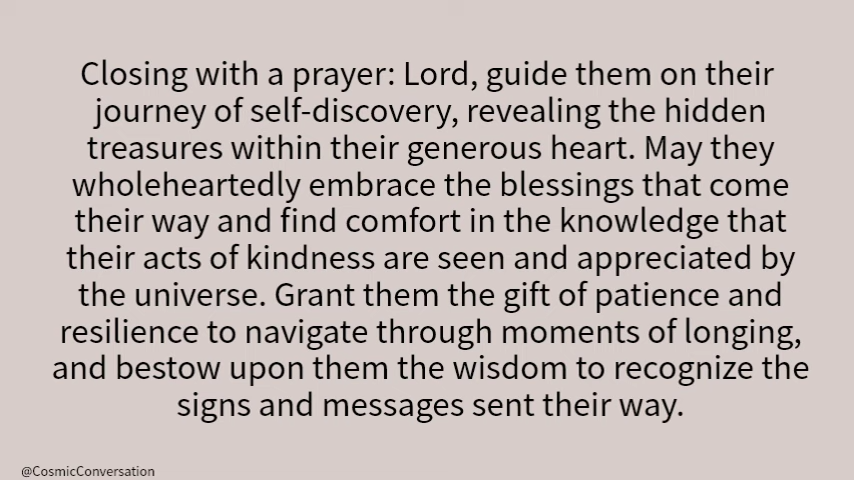 Closing with a prayer: Lord, guide them on their
journey of self-discovery, revealing the hidden
treasures within their generous heart. May they
wholeheartedly embrace the blessings that come
their way and find comfort in the knowledge that
their acts of kindness are seen and appreciated by
the universe. Grant them the gift of patience and
resilience to navigate through moments of longing,
and bestow upon them the wisdom to recognize the
signs and messages sent their way.
@CosmicConversation